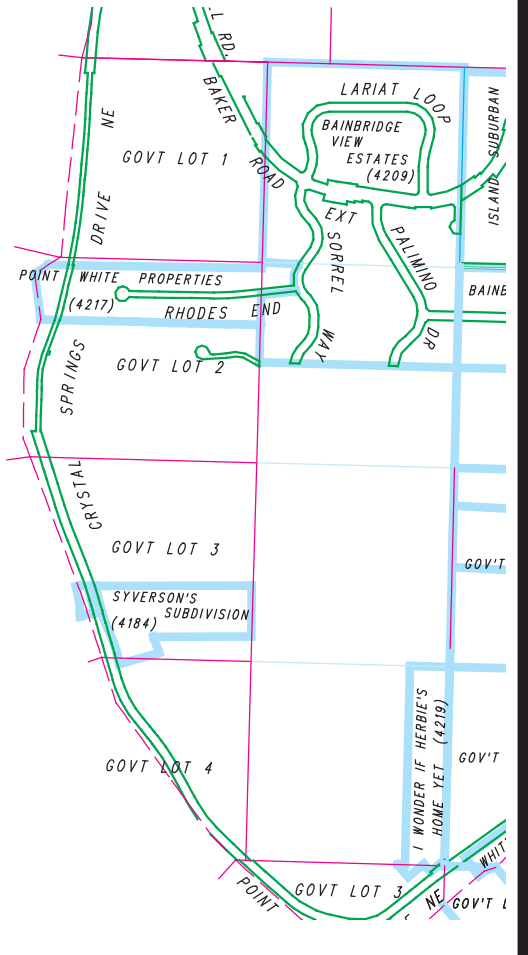 L RD.
BAKER
ROAD
EXT
LARIAT LOOP
BAINBRIDGE
VIEW
ESTATES
(4209)
ISLAND SUBURBAN
GOVT LOT 1
CRYSTAL SPRINGS DRIVE NE
SORREL WAY
PALIMINO DR
POINT WHITE PROPERTIES
(4217)
RHODES END
BAINB
GOVT LOT 2
GOVT LOT 3
GOV'T
SYVERSON'S
SUBDIVISION
(4184)
I WONDER IF HERBIE'S
HOME YET (4219)
GOV'T
GOVT LOT 4
POINT
GOVT LOT 3
NE
WHIT
GOV'T L